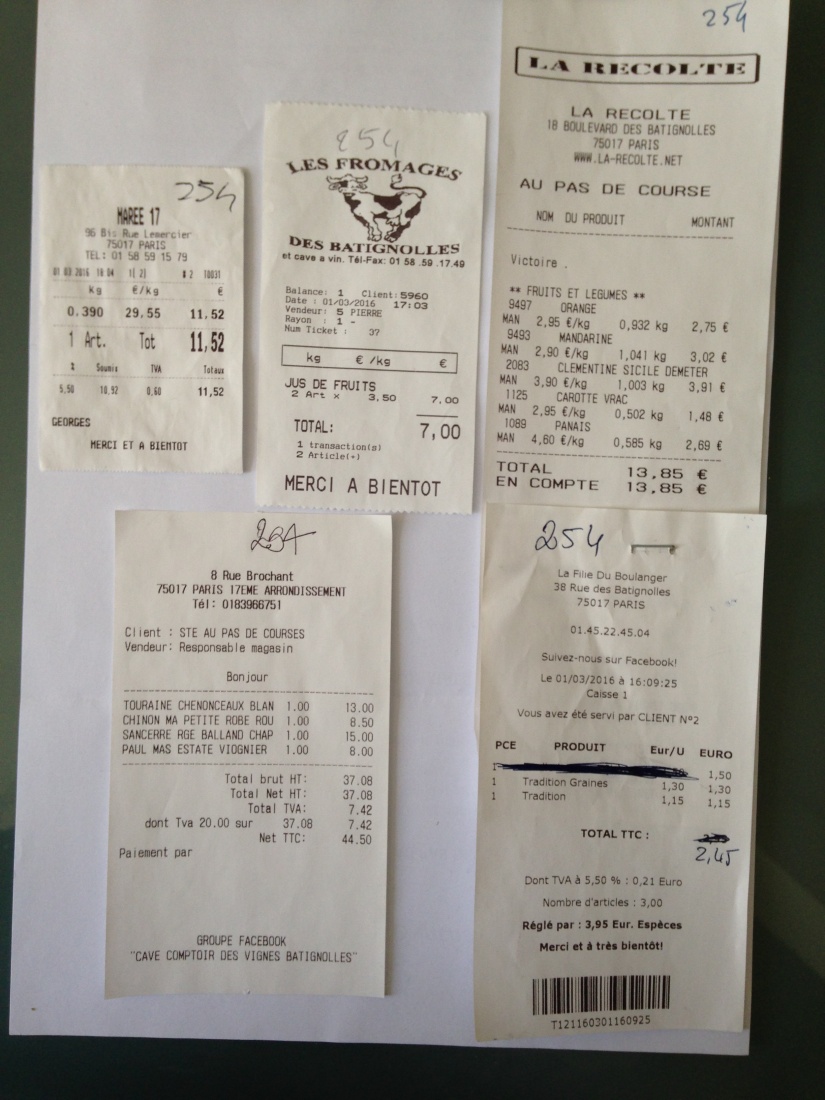 254
MAREE 17
96 Bis Rue Lemercier
75017 PARIS
TEL: 01 58 59 15 79
01 03 2016 18 04 1[ 2] #2 10031
kg €/kg €
0.390 29,55 11,52
1 Art. Tot 11,52
% Soumis TVA Totaux
5,50 10,92 0,60 11,52
GEORGES
MERCI ET A BIENTOT
254
LES FROMAGES
DES BATIGNOLLES
et cave a vin. Tél-Fax: 01 58 .59 .17.49
Balance: 1 Client:5960
Date : 01/03/2016 17:03
Vendeur: 5 PIERRE
Rayon : 1 -
Num Ticket : 37
kg € /kg €
JUS DE FRUITS
2 Art x 3,50 7,00
TOTAL: 7,00
1 transaction(s)
2 Article(s)
MERCI A BIENTOT
254
LA RECOLTE
LA RECOLTE
18 BOULEVARD DES BATIGNOLLES
75017 PARIS
www.LA-RECOLTE.NET
AU PAS DE COURSE
NOM DU PRODUIT MONTANT
Victoire .
** FRUITS ET LEGUMES **
9497 ORANGE
MAN 2,95 €/kg 0,932 kg 2,75 €
9493 MANDARINE
MAN 2,90 €/kg 1,041 kg 3,02 €
2083 CLEMENTINE SICILE DEMETER
MAN 3,90 €/kg 1,003 kg 3,91 €
1125 CAROTTE VRAC
MAN 2,95 €/kg 0,502 kg 1,48 €
1089 PANAIS
MAN 4,60 €/kg 0,585 kg 2,69 €
TOTAL 13,85 €
EN COMPTE 13,85 €
254
8 Rue Brochant
75017 PARIS 17EME ARRONDISSEMENT
Tél: 0183966751
Client : STE AU PAS DE COURSES
Vendeur: Responsable magasin
Bonjour
TOURAINE CHENONCEAUX BLAN 1.00 13.00
CHINON MA PETITE ROBE ROU 1.00 8.50
SANCERRE RGE BALLAND CHAP 1.00 15.00
PAUL MAS ESTATE VIOGNIER 1.00 8.00
Total brut HT: 37.08
Total Net HT: 37.08
Total TVA: 7.42
dont Tva 20.00 sur 37.08 7.42
Net TTC: 44.50
Paiement par
GROUPE FACEBOOK
"CAVE COMPTOIR DES VIGNES BATIGNOLLES"
254
La Fille Du Boulanger
38 Rue des Batignolles
75017 PARIS
01.45.22.45.04
Suivez-nous sur Facebook!
Le 01/03/2016 à 16:09:25
Caisse 1
Vous avez été servi par CLIENT N°2
PCE PRODUIT Eur/U EURO
1 1,50
1 Tradition Graines 1,30 1,30
1 Tradition 1,15 1,15
TOTAL TTC :
2,45
Dont TVA à 5,50 % : 0,21 Euro
Nombre d'articles : 3,00
Réglé par : 3,95 Eur. Espèces
Merci et à très bientôt!
T121160301160925